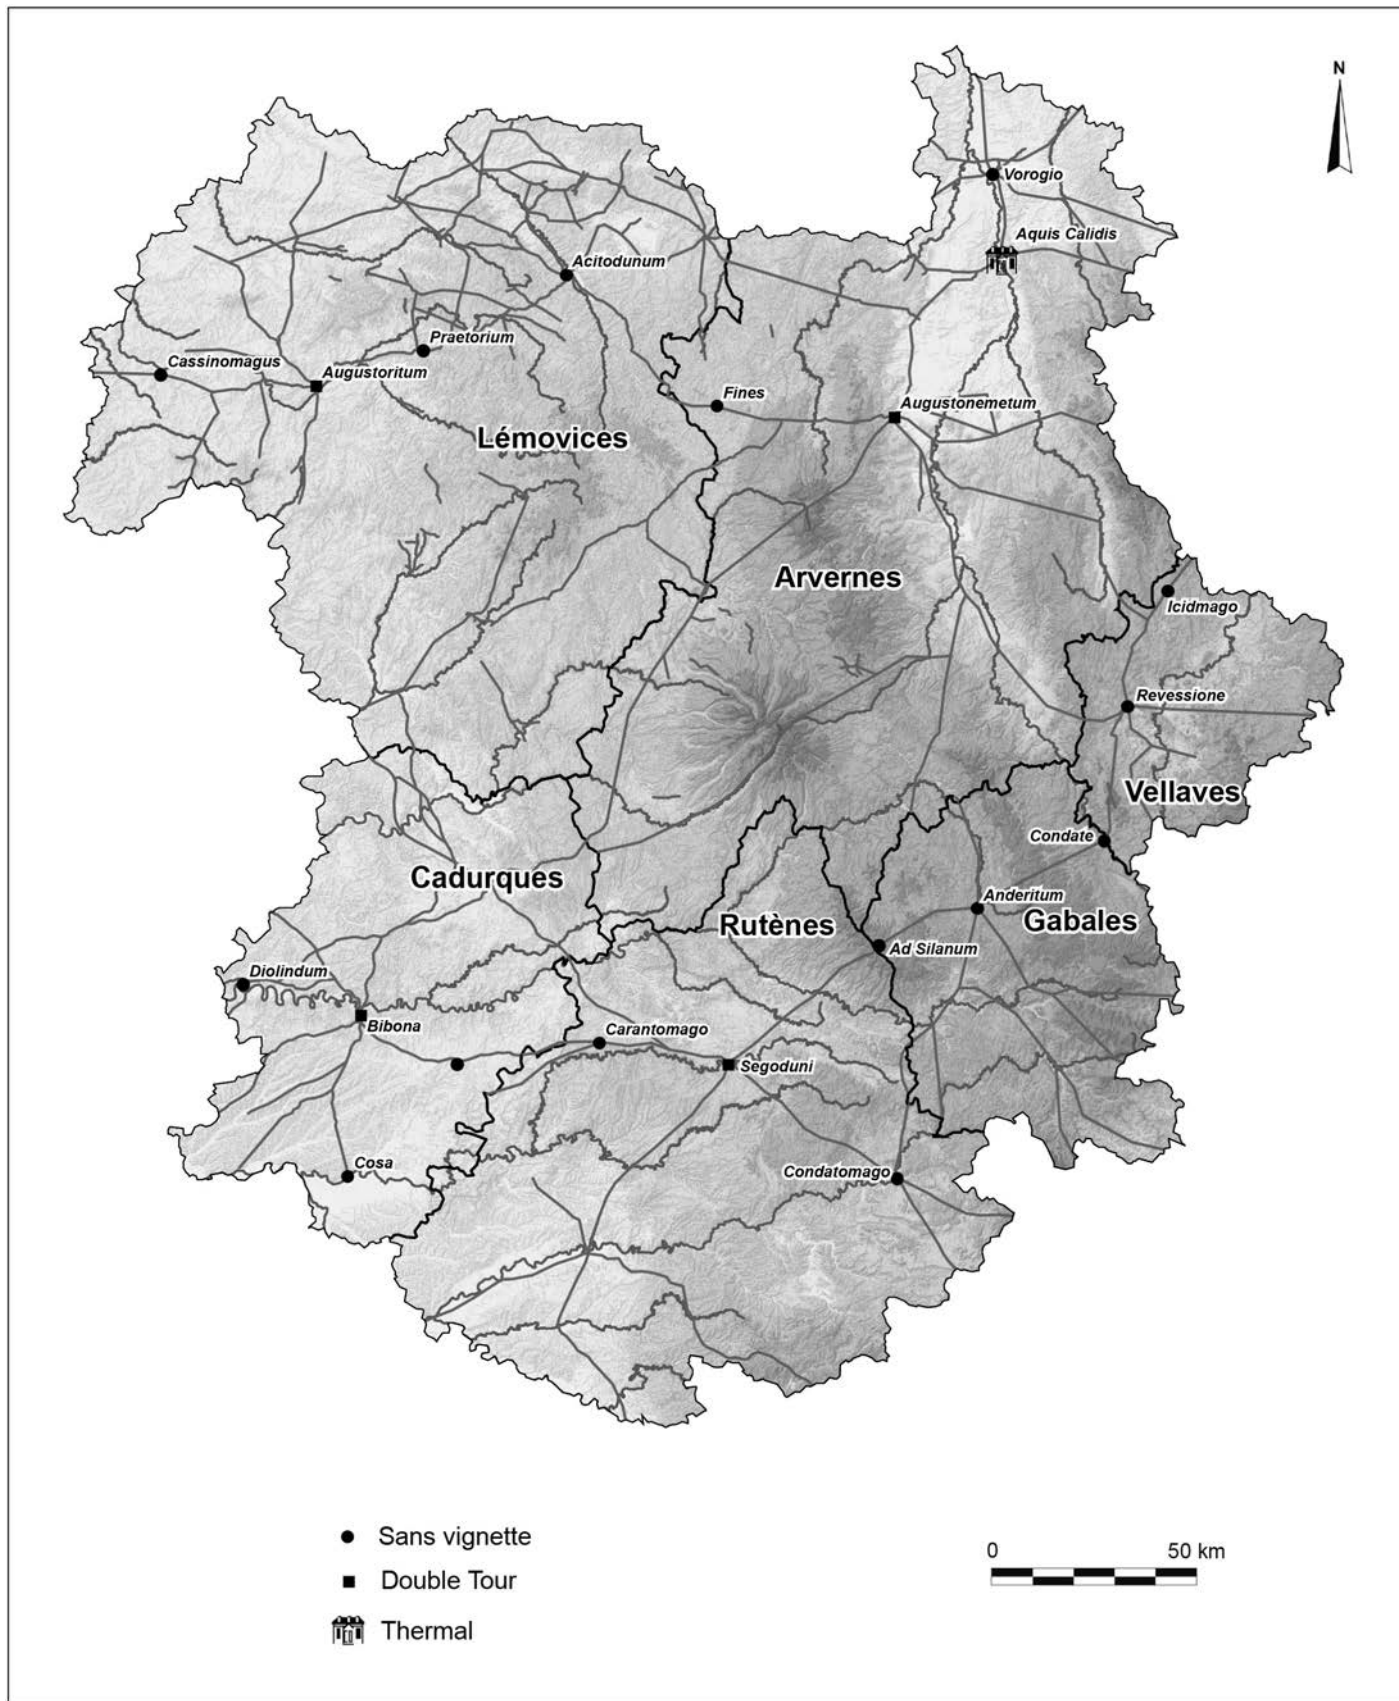 N
Vorogio
Aquis Calidis
Acitodunum
Praetorium
Cassinomagus
Augustoritum
Fines
Augustonemetum
Lémovices
Arvernes
Icidmago
Revessione
Vellaves
Condate
Cadurques
Anderitum
Rutènes
Gabales
Ad Silanum
Diolindum
Bibona
Carantomago
Segoduni
Cosa
Condatomago
Sans vignette
0 50 km
Double Tour
Thermal